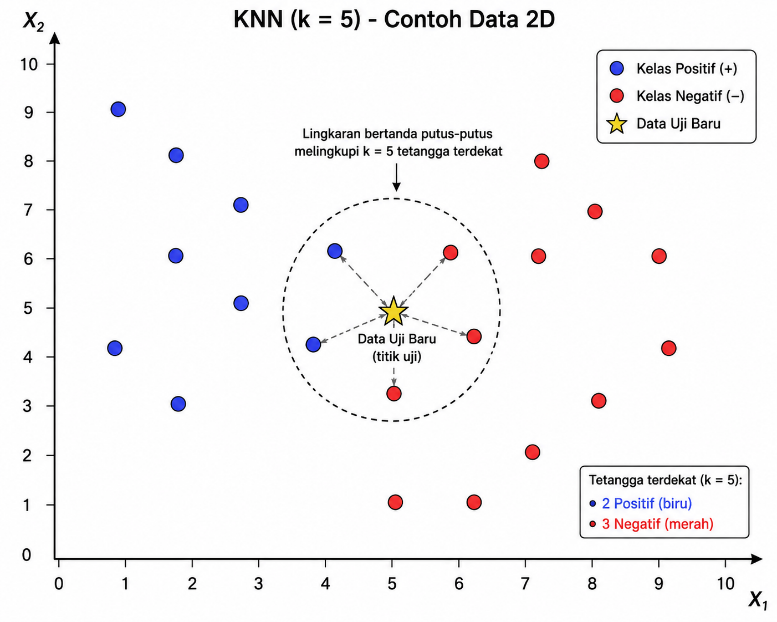 KNN (k = 5) - Contoh Data 2D
X₂
10
9
8
7
6
5
4
3
2
1
0
Kelas Positif (+)
Kelas Negatif (−)
Data Uji Baru
Lingkaran bertanda putus-putus
melingkupi k = 5 tetangga terdekat
Data Uji Baru
(titik uji)
Tetangga terdekat (k = 5):
2 Positif (biru)
3 Negatif (merah)
0 1 2 3 4 5 6 7 8 9 10
X₁